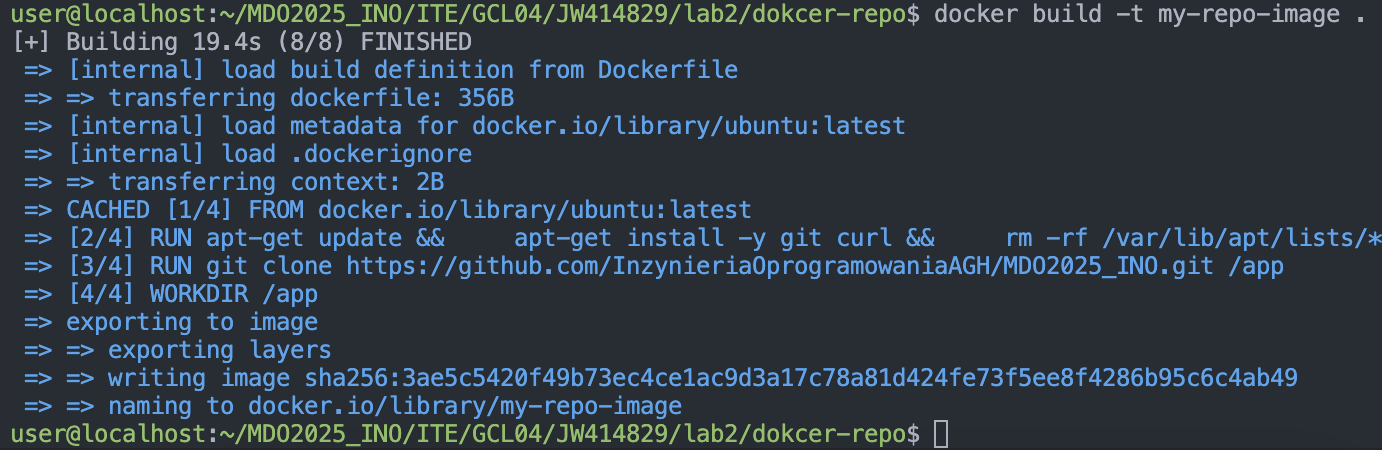 user@localhost:~/MDO2025_INO/ITE/GCL04/JW414829/lab2/dokcer-repo$ docker build -t my-repo-image .
[+] Building 19.4s (8/8) FINISHED
=> [internal] load build definition from Dockerfile
=> => transferring dockerfile: 356B
=> [internal] load metadata for docker.io/library/ubuntu:latest
=> [internal] load .dockerignore
=> => transferring context: 2B
=> CACHED [1/4] FROM docker.io/library/ubuntu:latest
=> [2/4] RUN apt-get update &&     apt-get install -y git curl &&     rm -rf /var/lib/apt/lists/*
=> [3/4] RUN git clone https://github.com/InzynieriaOprogramowaniaAGH/MDO2025_INO.git /app
=> [4/4] WORKDIR /app
=> exporting to image
=> => exporting layers
=> => writing image sha256:3ae5c5420f49b73ec4ce1ac9d3a17c78a81d424fe73f5ee8f4286b95c6c4ab49
=> => naming to docker.io/library/my-repo-image
user@localhost:~/MDO2025_INO/ITE/GCL04/JW414829/lab2/dokcer-repo$